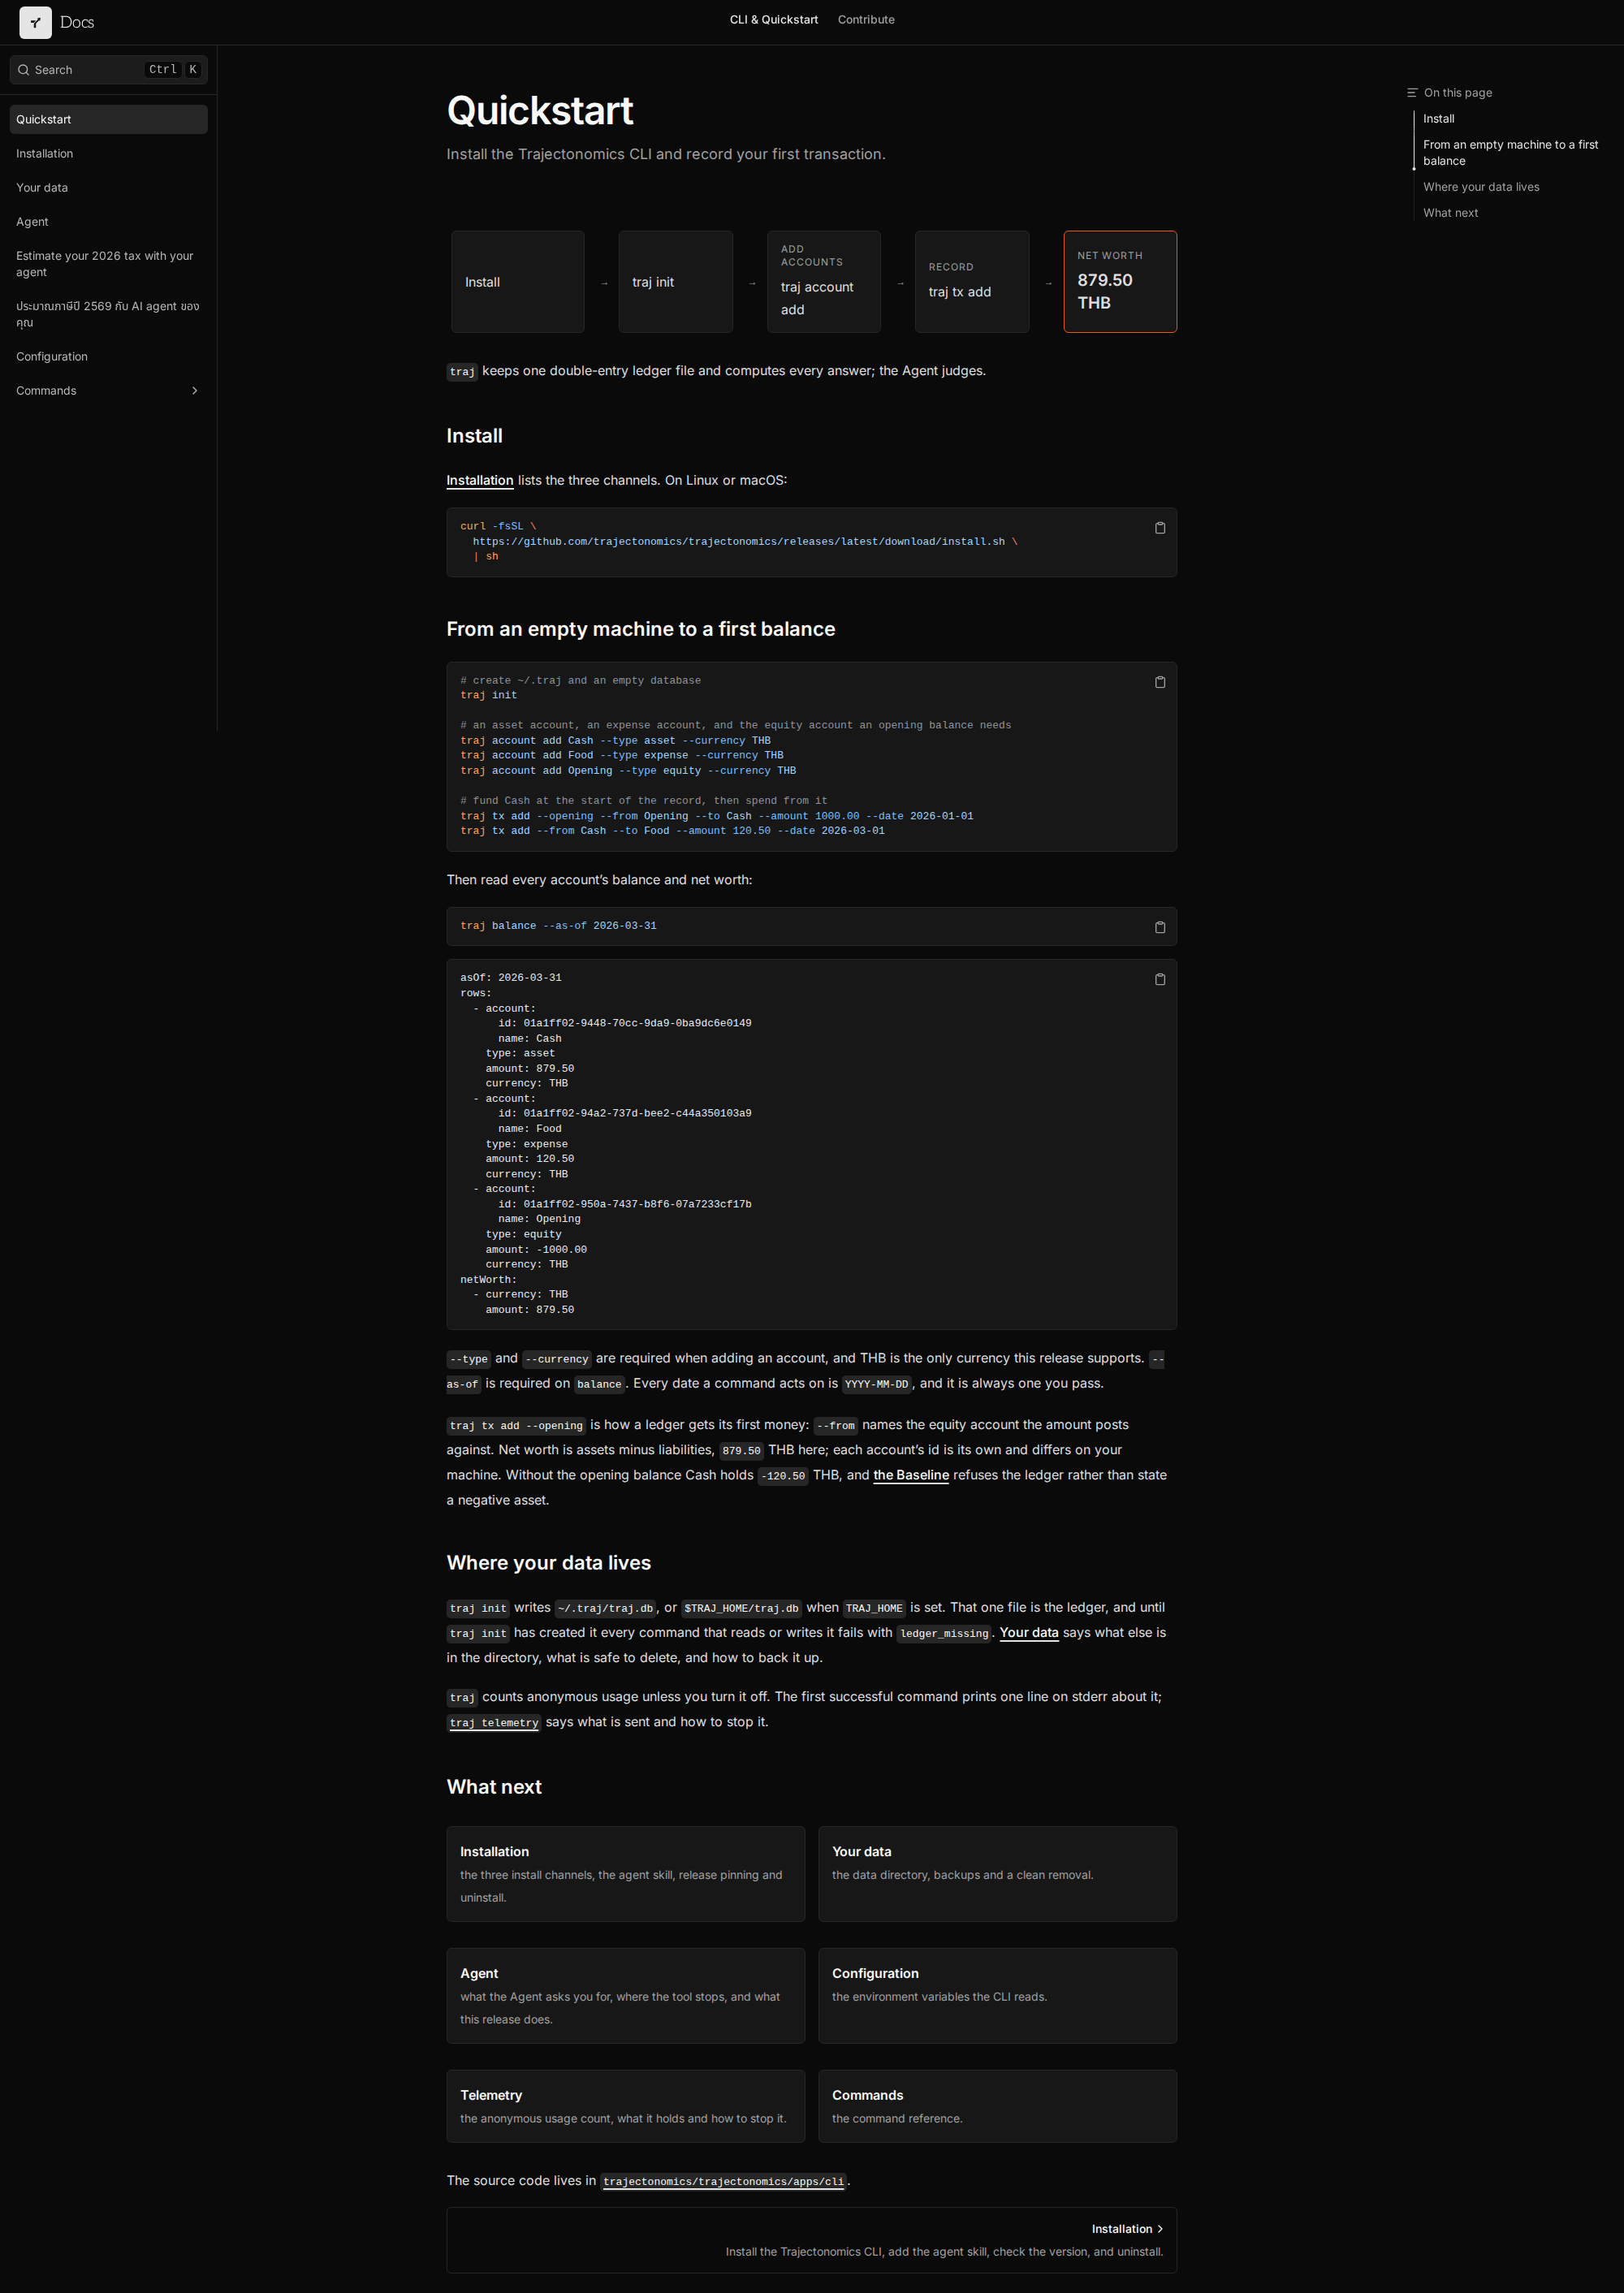 Docs
CLI & Quickstart
Contribute
Search
Ctrl K
Quickstart
Installation
Your data
Agent
Estimate your 2026 tax with your
agent
ประมาณภาษีปี 2569 กับ AI agent ของ
คุณ
Configuration
Commands
Quickstart
Install the Trajectonomics CLI and record your first transaction.
Install
→
traj init
→
ADD
ACCOUNTS
traj account
add
→
RECORD
traj tx add
→
NET WORTH
879.50
THB
traj keeps one double-entry ledger file and computes every answer; the Agent judges.
Install
Installation lists the three channels. On Linux or macOS:
curl -fsSL \
  https://github.com/trajectonomics/trajectonomics/releases/latest/download/install.sh \
  | sh
From an empty machine to a first balance
# create ~/.traj and an empty database
traj init
# an asset account, an expense account, and the equity account an opening balance needs
traj account add Cash --type asset --currency THB
traj account add Food --type expense --currency THB
traj account add Opening --type equity --currency THB
# fund Cash at the start of the record, then spend from it
traj tx add --opening --from Opening --to Cash --amount 1000.00 --date 2026-01-01
traj tx add --from Cash --to Food --amount 120.50 --date 2026-03-01
Then read every account’s balance and net worth:
traj balance --as-of 2026-03-31
asOf: 2026-03-31
rows:
  - account:
      id: 01a1ff02-9448-70cc-9da9-0ba9dc6e0149
      name: Cash
    type: asset
    amount: 879.50
    currency: THB
  - account:
      id: 01a1ff02-94a2-737d-bee2-c44a350103a9
      name: Food
    type: expense
    amount: 120.50
    currency: THB
  - account:
      id: 01a1ff02-950a-7437-b8f6-07a7233cf17b
      name: Opening
    type: equity
    amount: -1000.00
    currency: THB
netWorth:
  - currency: THB
    amount: 879.50
--type and --currency are required when adding an account, and THB is the only currency this release supports. --
as-of is required on balance. Every date a command acts on is YYYY-MM-DD, and it is always one you pass.
traj tx add --opening is how a ledger gets its first money: --from names the equity account the amount posts
against. Net worth is assets minus liabilities, 879.50 THB here; each account’s id is its own and differs on your
machine. Without the opening balance Cash holds -120.50 THB, and the Baseline refuses the ledger rather than state
a negative asset.
Where your data lives
traj init writes ~/.traj/traj.db, or $TRAJ_HOME/traj.db when TRAJ_HOME is set. That one file is the ledger, and until
traj init has created it every command that reads or writes it fails with ledger_missing. Your data says what else is
in the directory, what is safe to delete, and how to back it up.
traj counts anonymous usage unless you turn it off. The first successful command prints one line on stderr about it;
traj telemetry says what is sent and how to stop it.
What next
Installation
the three install channels, the agent skill, release pinning and
uninstall.
Your data
the data directory, backups and a clean removal.
Agent
what the Agent asks you for, where the tool stops, and what
this release does.
Configuration
the environment variables the CLI reads.
Telemetry
the anonymous usage count, what it holds and how to stop it.
Commands
the command reference.
The source code lives in trajectonomics/trajectonomics/apps/cli.
Installation
Install the Trajectonomics CLI, add the agent skill, check the version, and uninstall.
On this page
Install
From an empty machine to a first
balance
Where your data lives
What next